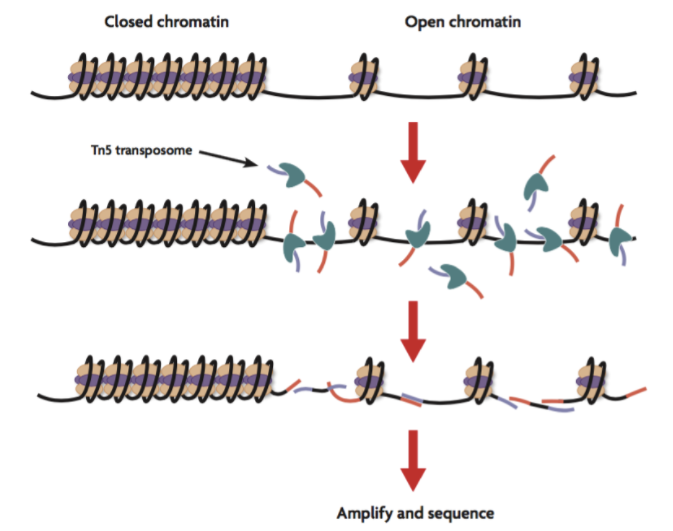 Closed chromatin
Open chromatin
Tn5 transposome
Amplify and sequence